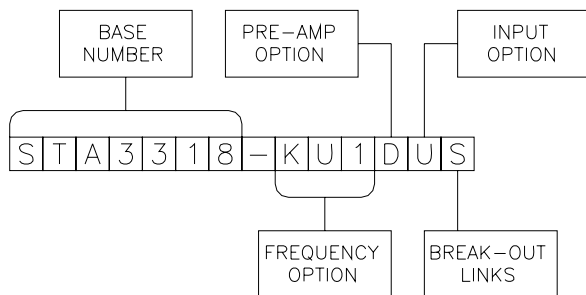 BASE
NUMBER
PRE-AMP
OPTION
INPUT
OPTION
STA3318-KU1DUS
FREQUENCY
OPTION
BREAK-OUT
LINKS